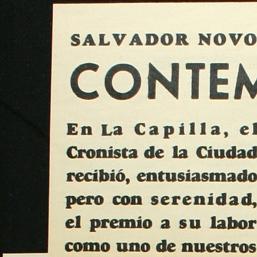 SALVADOR NOVO
CONTEM
En La Capilla, el
Cronista de la Ciudad
recibió, entusiasmado
pero con serenidad,
el premio a su labor
como uno de nuestros